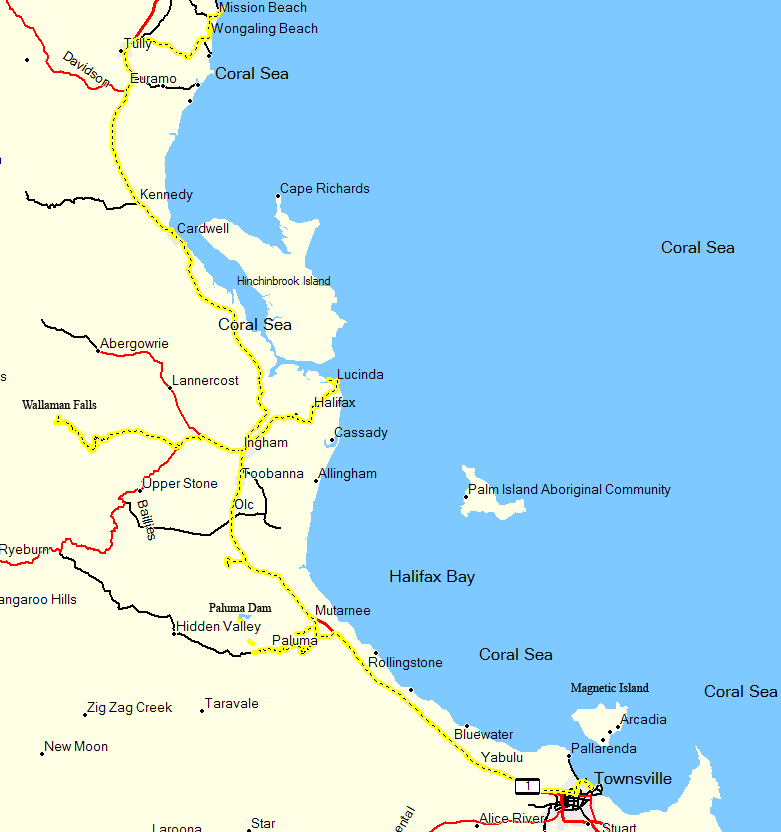 Mission Beach
Wongaling Beach
Tully
Coral Sea
Davidson
Euramo
Cape Richards
Kennedy
Cardwell
Coral Sea
Hinchinbrook Island
Coral Sea
Abergowrie
Lucinda
s
Lannercost
Halifax
Wallaman Falls
Cassady
Ingham
Toobanna
Allingham
Upper Stone
Palm Island Aboriginal Community
Olc
Baillies
Ryeburn
Halifax Bay
angaroo Hills
Paluma Dam
Mutarnee
Hidden Valley
Paluma
Coral Sea
Rollingstone
Magnetic Island
Coral Sea
Zig Zag Creek
Taravale
Arcadia
Bluewater
New Moon
Pallarenda
Yabulu
Townsville
1
Alice River
ental
Laroona
Star
Stuart